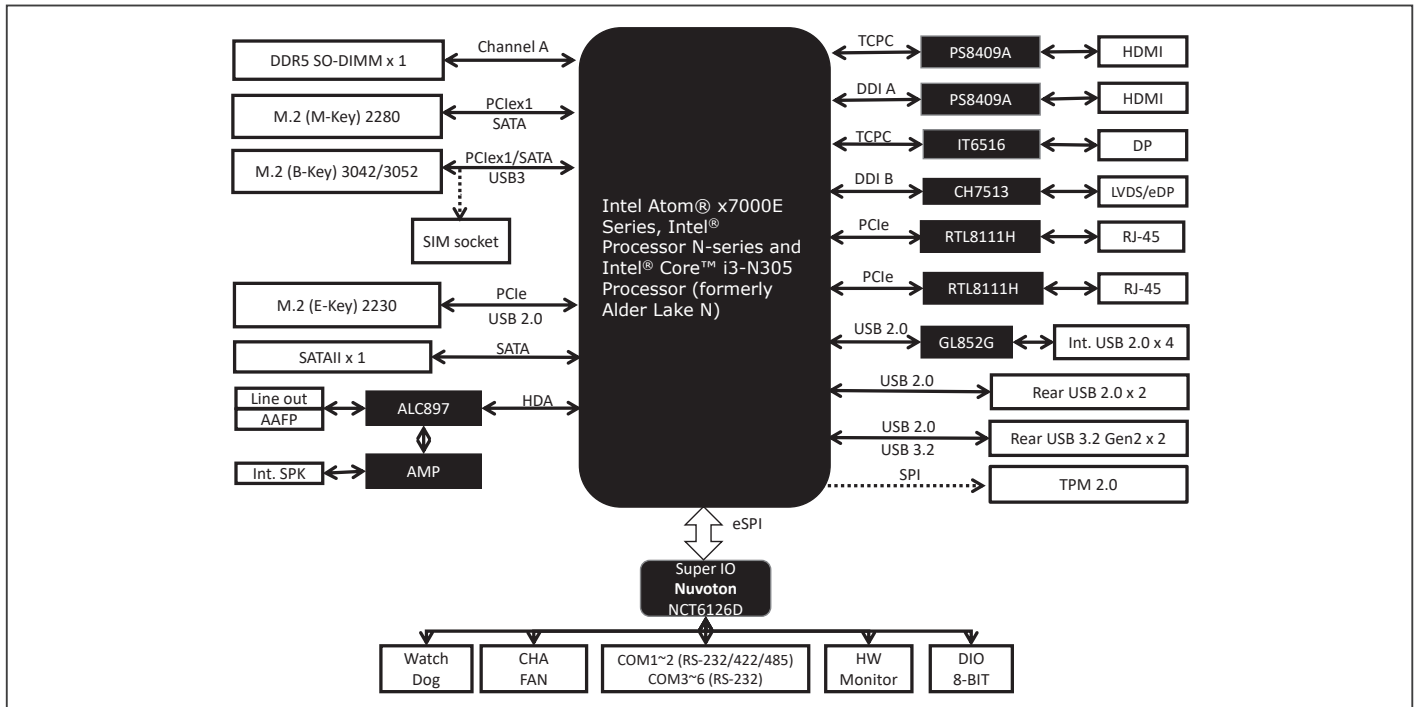 DDR5 SO-DIMM x 1
Channel A
M.2 (M-Key) 2280
PCIex1
SATA
M.2 (B-Key) 3042/3052
PCIex1/SATA
USB3
SIM socket
M.2 (E-Key) 2230
PCIe
USB 2.0
SATAII x 1
SATA
Line out
AAFP
ALC897
HDA
Int. SPK
AMP
Intel Atom® x7000E
Series, Intel®
Processor N-series and
Intel® Core™ i3-N305
Processor (formerly
Alder Lake N)
TCPC
PS8409A
HDMI
DDI A
PS8409A
HDMI
TCPC
IT6516
DP
DDI B
CH7513
LVDS/eDP
PCIe
RTL8111H
RJ-45
PCIe
RTL8111H
RJ-45
USB 2.0
GL852G
Int. USB 2.0 x 4
USB 2.0
Rear USB 2.0 x 2
USB 2.0
USB 3.2
Rear USB 3.2 Gen2 x 2
SPI
TPM 2.0
eSPI
Super IO
Nuvoton
NCT6126D
Watch
Dog
CHA
FAN
COM1~2 (RS-232/422/485)
COM3~6 (RS-232)
HW
Monitor
DIO
8-BIT